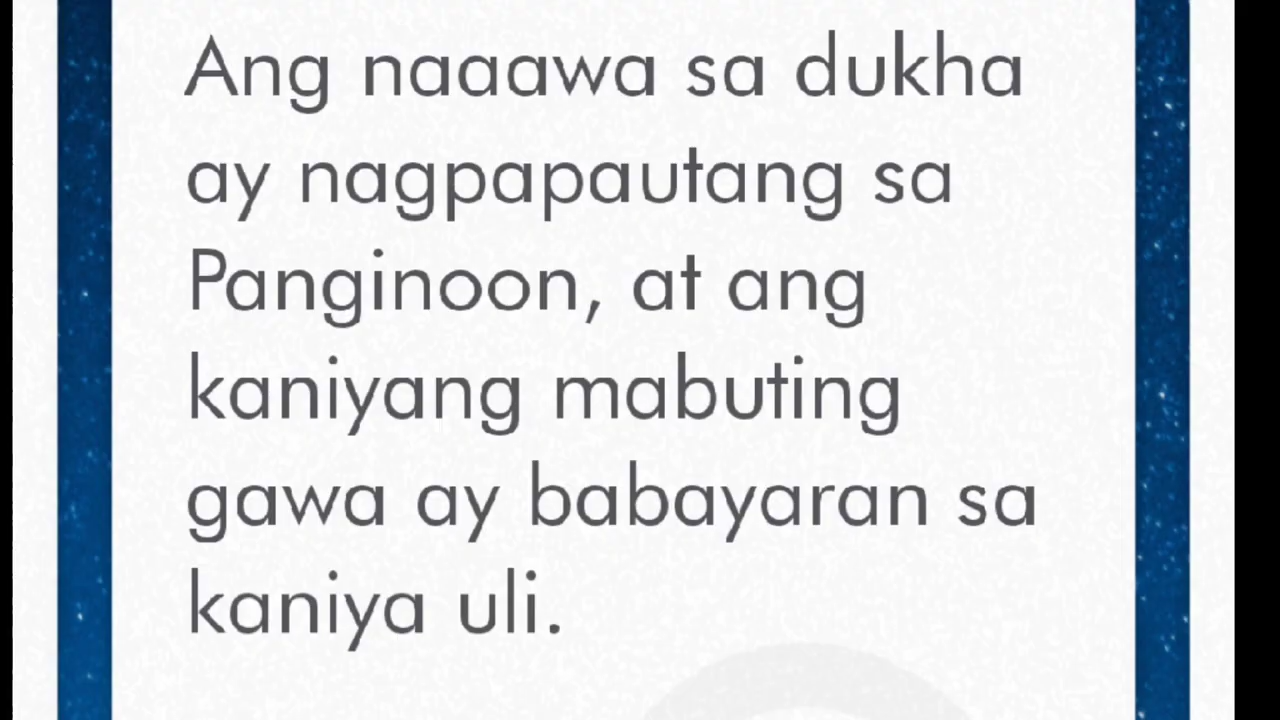 Ang naaawa sa dukha
ay nagpapautang sa
Panginoon, at ang
kaniyang mabuting
gawa ay babayaran sa
kaniya uli.